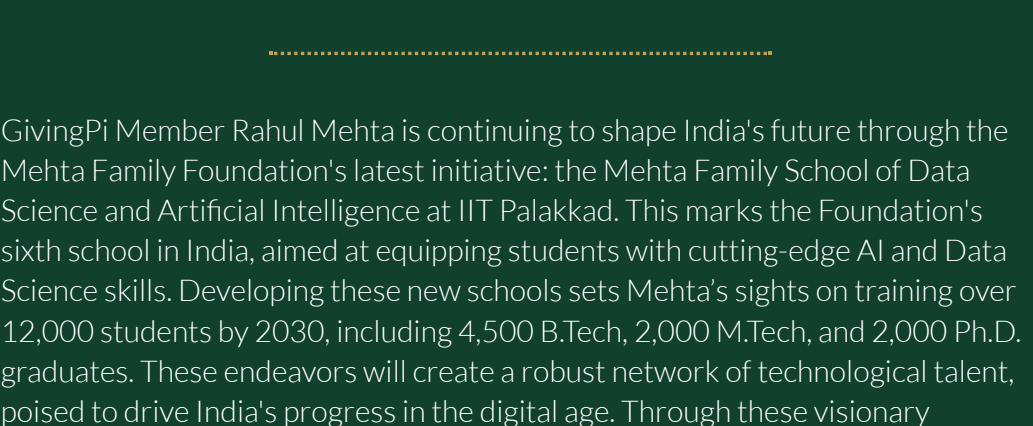 GivingPi Member Rahul Mehta is continuing to shape India's future through the
Mehta Family Foundation's latest initiative: the Mehta Family School of Data
Science and Artificial Intelligence at IIT Palakkad. This marks the Foundation's
sixth school in India, aimed at equipping students with cutting-edge AI and Data
Science skills. Developing these new schools sets Mehta’s sights on training over
12,000 students by 2030, including 4,500 B.Tech, 2,000 M.Tech, and 2,000 Ph.D.
graduates. These endeavors will create a robust network of technological talent,
poised to drive India's progress in the digital age. Through these visionary